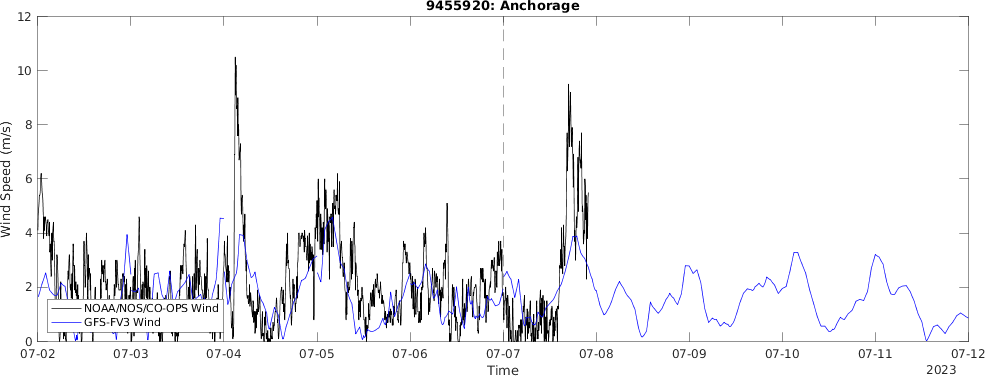 9455920: Anchorage
12
10
8
6
4
2
0
Wind Speed (m/s)
NOAA/NOS/CO-OPS Wind
GFS-FV3 Wind
07-02 07-03 07-04 07-05 07-06 07-07 07-08 07-09 07-10 07-11 07-12
Time
2023